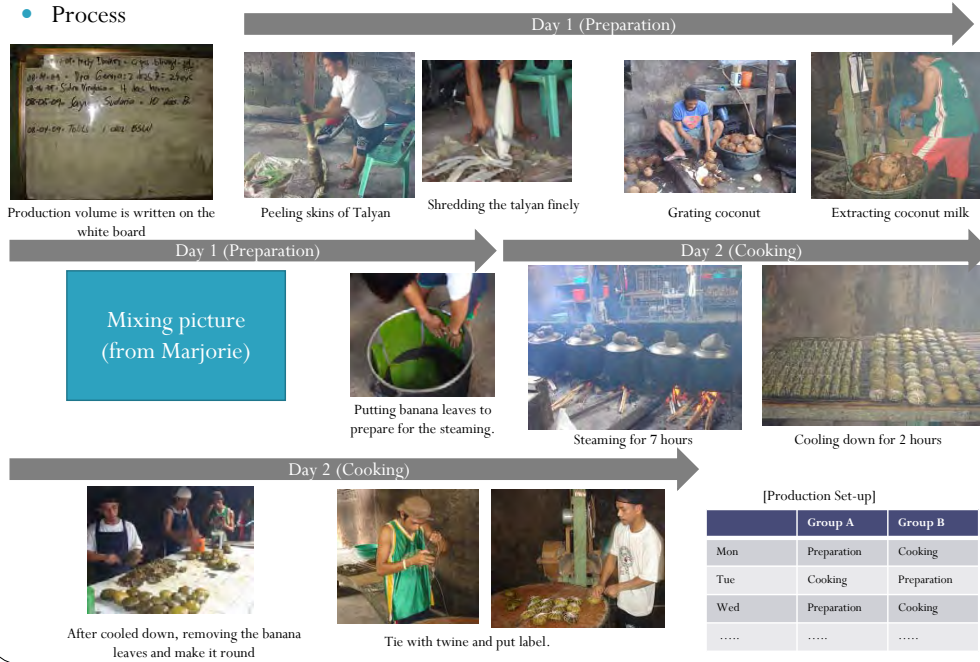 • Process
Day 1 (Preparation)
Production volume is written on the
white board
Peeling skins of Talyan
Shredding the talyan finely
Grating coconut
Extracting coconut milk
Day 1 (Preparation)
Day 2 (Cooking)
Mixing picture
(from Marjorie)
Putting banana leaves to
prepare for the steaming.
Steaming for 7 hours
Cooling down for 2 hours
Day 2 (Cooking)
After cooled down, removing the banana
leaves and make it round
Tie with twine and put label.
[Production Set-up]
Group A Group B
Mon Preparation Cooking
Tue Cooking Preparation
Wed Preparation Cooking
..... ..... .....